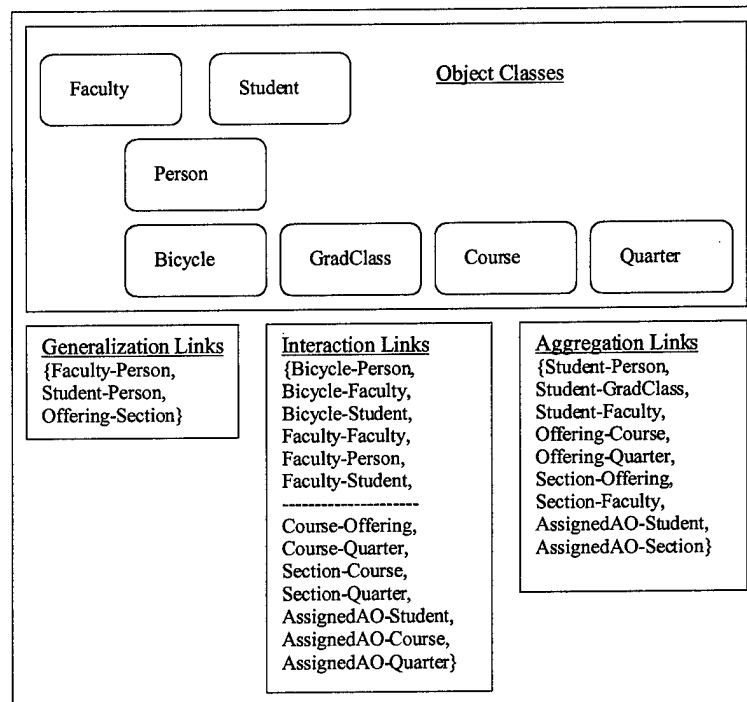 Faculty
Student
Object Classes
Person
Bicycle
GradClass
Course
Quarter
Generalization Links
{Faculty-Person,
Student-Person,
Offering-Section}
Interaction Links
{Bicycle-Person,
Bicycle-Faculty,
Bicycle-Student,
Faculty-Faculty,
Faculty-Person,
Faculty-Student,
---------------------
Course-Offering,
Course-Quarter,
Section-Course,
Section-Quarter,
AssignedAO-Student,
AssignedAO-Course,
AssignedAO-Quarter}
Aggregation Links
{Student-Person,
Student-GradClass,
Student-Faculty,
Offering-Course,
Offering-Quarter,
Section-Offering,
Section-Faculty,
AssignedAO-Student,
AssignedAO-Section}